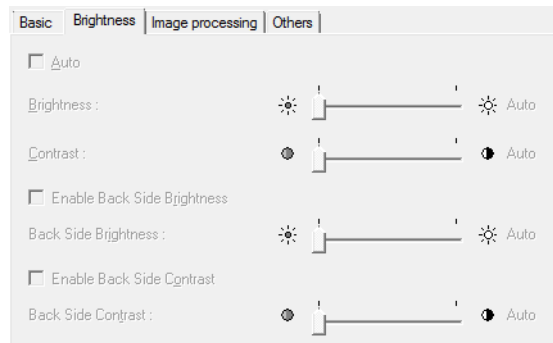 Basic Brightness Image processing Others
Auto
Brightness : Auto
Contrast : Auto
Enable Back Side Brightness
Back Side Brightness : Auto
Enable Back Side Contrast
Back Side Contrast : Auto